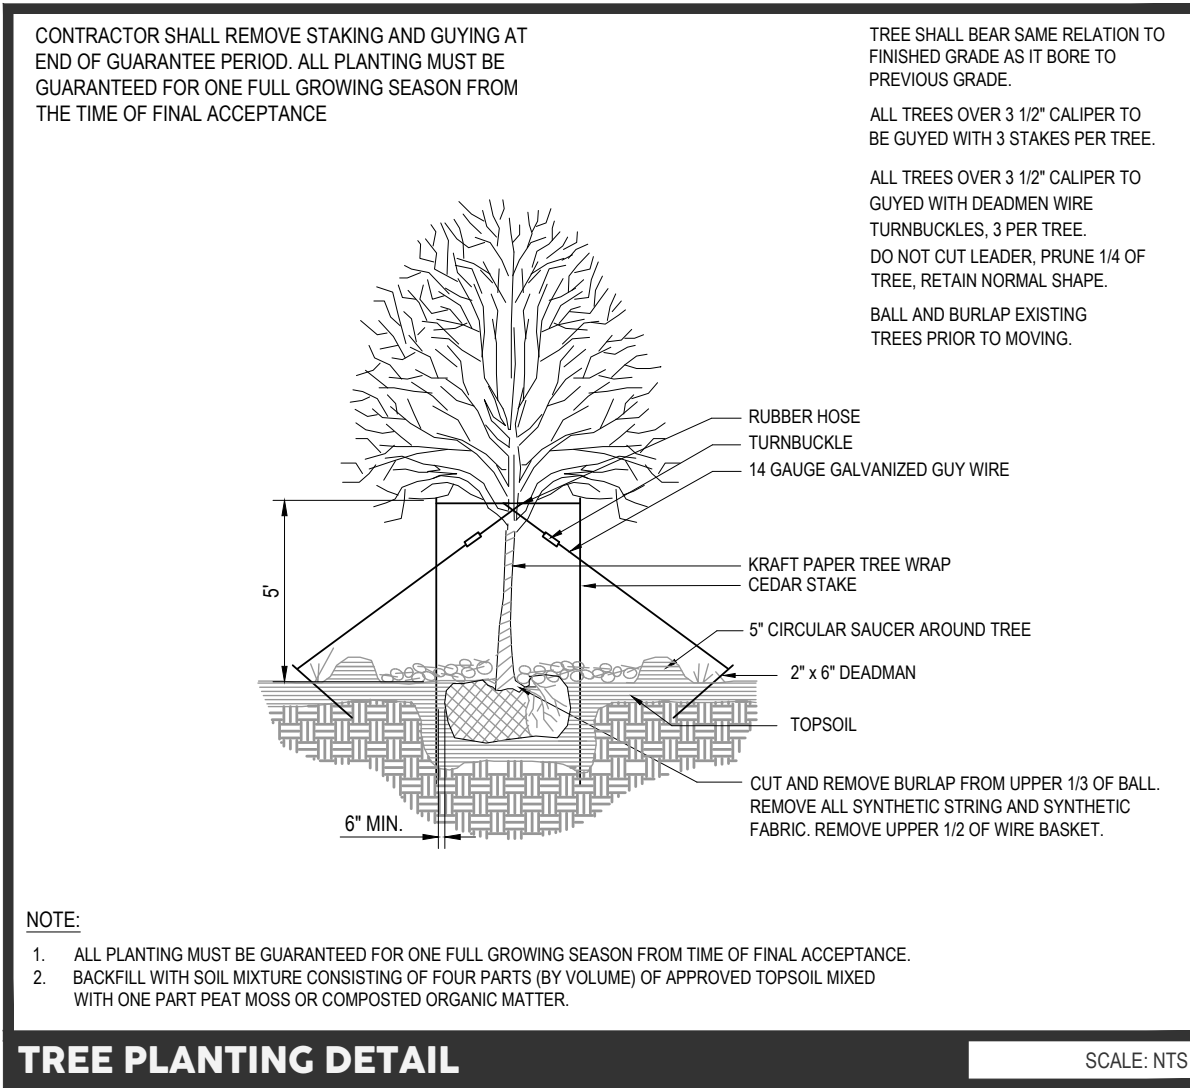 CONTRACTOR SHALL REMOVE STAKING AND GUYING AT
END OF GUARANTEE PERIOD. ALL PLANTING MUST BE
GUARANTEED FOR ONE FULL GROWING SEASON FROM
THE TIME OF FINAL ACCEPTANCE
TREE SHALL BEAR SAME RELATION TO
FINISHED GRADE AS IT BORE TO
PREVIOUS GRADE.
ALL TREES OVER 3 1/2" CALIPER TO
BE GUYED WITH 3 STAKES PER TREE.
ALL TREES OVER 3 1/2" CALIPER TO
GUYED WITH DEADMEN WIRE
TURNBUCKLES, 3 PER TREE.
DO NOT CUT LEADER, PRUNE 1/4 OF
TREE, RETAIN NORMAL SHAPE.
BALL AND BURLAP EXISTING
TREES PRIOR TO MOVING.
RUBBER HOSE
TURNBUCKLE
14 GAUGE GALVANIZED GUY WIRE
KRAFT PAPER TREE WRAP
CEDAR STAKE
5'
5" CIRCULAR SAUCER AROUND TREE
2" x 6" DEADMAN
TOPSOIL
CUT AND REMOVE BURLAP FROM UPPER 1/3 OF BALL.
REMOVE ALL SYNTHETIC STRING AND SYNTHETIC
FABRIC. REMOVE UPPER 1/2 OF WIRE BASKET.
6" MIN.
NOTE:
1. ALL PLANTING MUST BE GUARANTEED FOR ONE FULL GROWING SEASON FROM TIME OF FINAL ACCEPTANCE.
2. BACKFILL WITH SOIL MIXTURE CONSISTING OF FOUR PARTS (BY VOLUME) OF APPROVED TOPSOIL MIXED
WITH ONE PART PEAT MOSS OR COMPOSTED ORGANIC MATTER.
TREE PLANTING DETAIL
SCALE: NTS